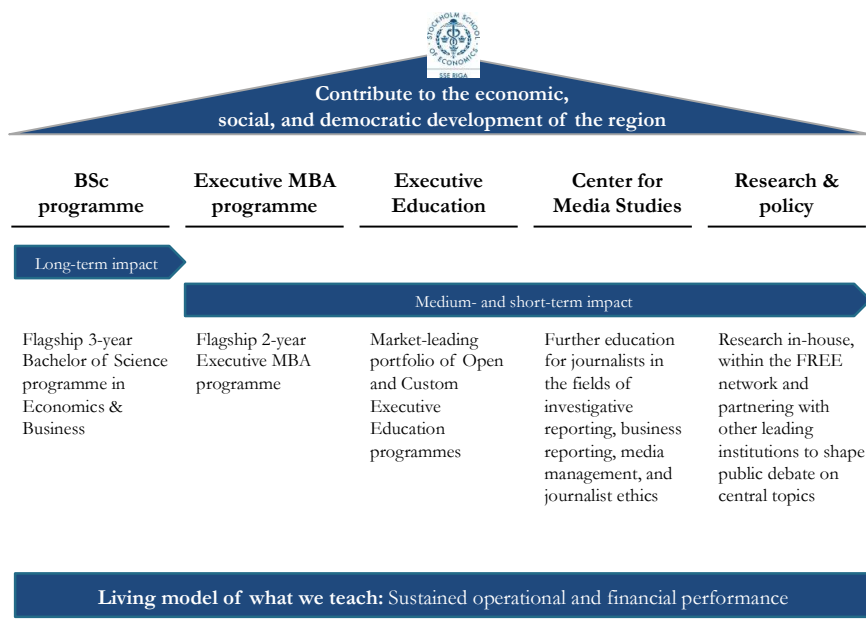 STOCKHOLM SCHOOL
OF ECONOMICS
SSE RIGA
Contribute to the economic,
social, and democratic development of the region
BSc
programme
Executive MBA
programme
Executive
Education
Center for
Media Studies
Research &
policy
Long-term impact
Medium- and short-term impact
Flagship 3-year
Bachelor of Science
programme in
Economics &
Business
Flagship 2-year
Executive MBA
programme
Market-leading
portfolio of Open
and Custom
Executive
Education
programmes
Further education
for journalists in
the fields of
investigative
reporting, business
reporting, media
management, and
journalist ethics
Research in-house,
within the FREE
network and
partnering with
other leading
institutions to shape
public debate on
central topics
Living model of what we teach: Sustained operational and financial performance